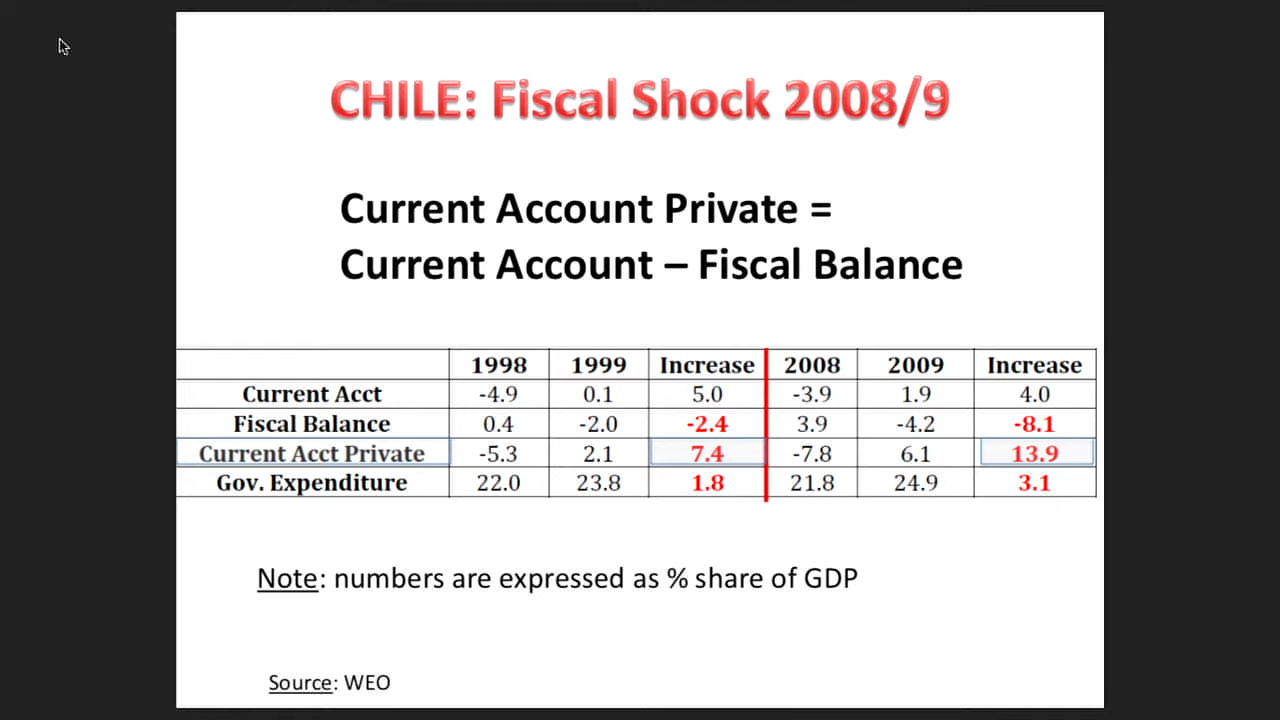 CHILE: Fiscal Shock 2008/9
Current Account Private =
Current Account – Fiscal Balance
1998 1999 Increase 2008 2009 Increase
Current Acct -4.9 0.1 5.0 -3.9 1.9 4.0
Fiscal Balance 0.4 -2.0 -2.4 3.9 -4.2 -8.1
Current Acct Private -5.3 2.1 7.4 -7.8 6.1 13.9
Gov. Expenditure 22.0 23.8 1.8 21.8 24.9 3.1
Note: numbers are expressed as % share of GDP
Source: WEO